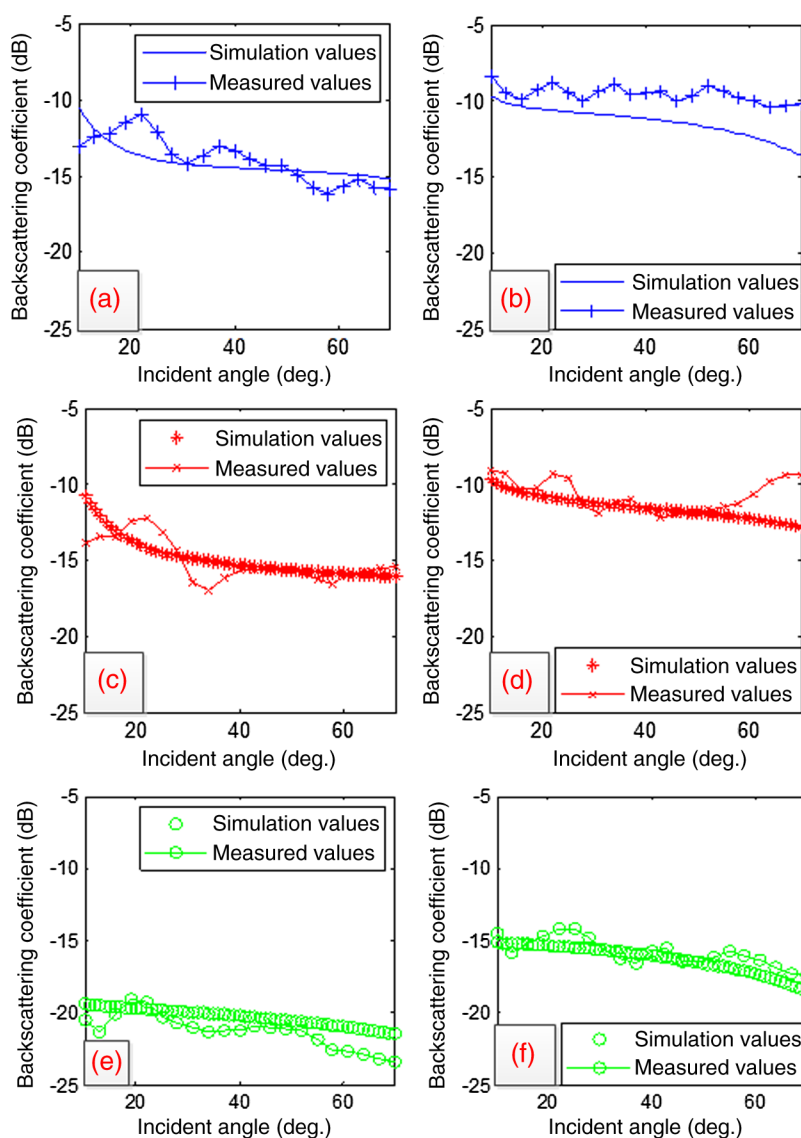 Backscattering coefficient (dB)
-5
-10
-15
-20
-25
Simulation values
Measured values
(a)
20
40
60
Incident angle (deg.)
Backscattering coefficient (dB)
-5
-10
-15
-20
-25
Simulation values
Measured values
(b)
20
40
60
Incident angle (deg.)
Backscattering coefficient (dB)
-5
-10
-15
-20
-25
Simulation values
Measured values
(c)
20
40
60
Incident angle (deg.)
Backscattering coefficient (dB)
-5
-10
-15
-20
-25
Simulation values
Measured values
(d)
20
40
60
Incident angle (deg.)
Backscattering coefficient (dB)
-5
-10
-15
-20
-25
Simulation values
Measured values
(e)
20
40
60
Incident angle (deg.)
Backscattering coefficient (dB)
-5
-10
-15
-20
-25
Simulation values
Measured values
(f)
20
40
60
Incident angle (deg.)